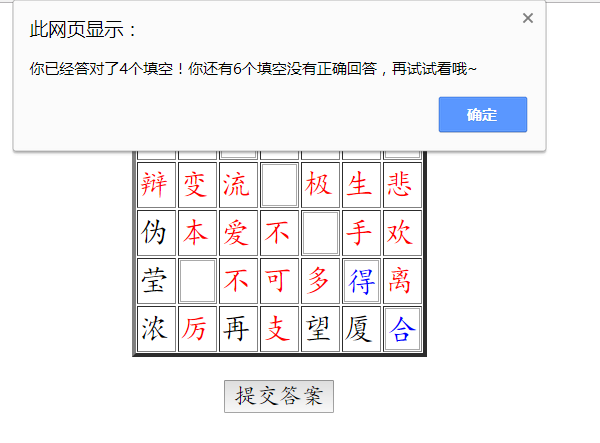 此网页显示：
你已经答对了4个填空！你还有6个填空没有正确回答，再试试看哦~
确定
辩变流 极生悲
伪本爱不 手欢
莹 不可多得离
浓厉再支望厦合
提交答案